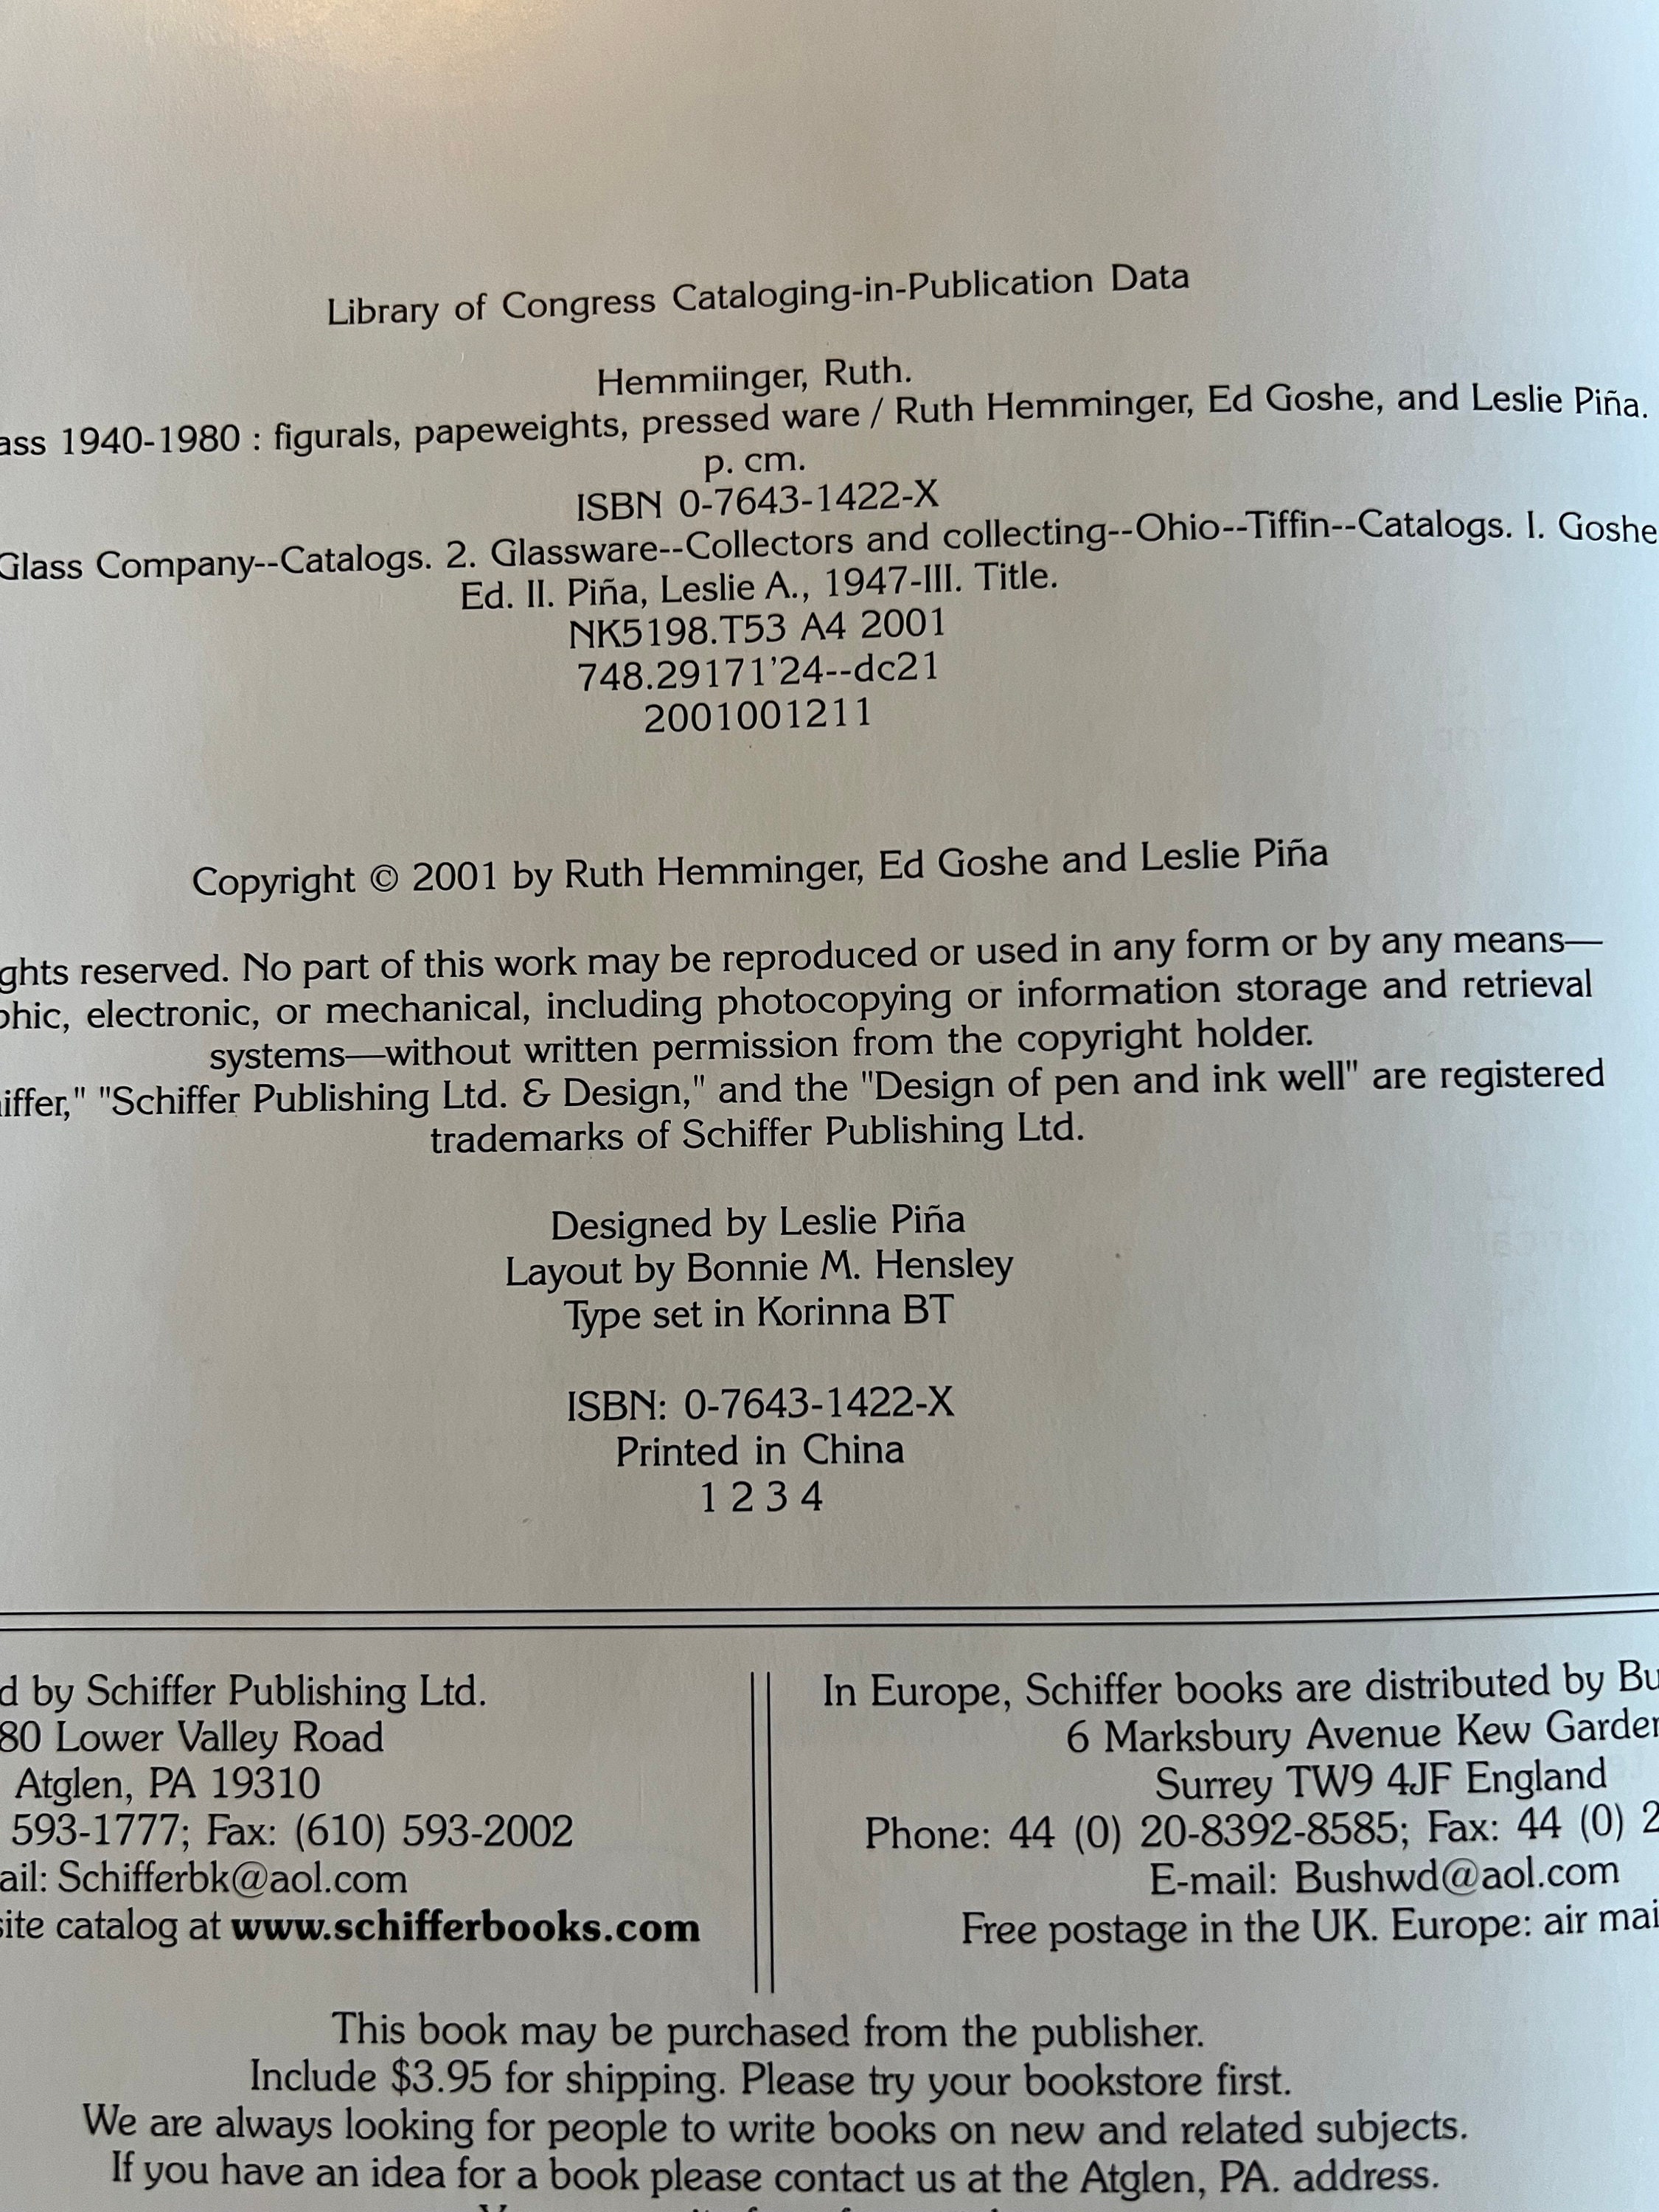 Library of Congress Cataloging-in-Publication Data
Hemmiinger, Ruth.
ass 1940-1980 : figurals, papeweights, pressed ware / Ruth Hemminger, Ed Goshe, and Leslie Piña.
p. cm.
ISBN 0-7643-1422-X
Glass Company--Catalogs. 2. Glassware--Collectors and collecting--Ohio--Tiffin--Catalogs. I. Goshe
Ed. II. Piña, Leslie A., 1947-III. Title.
NK5198.T53 A4 2001
748.29171'24--dc21
2001001211
Copyright © 2001 by Ruth Hemminger, Ed Goshe and Leslie Piña
ghts reserved. No part of this work may be reproduced or used in any form or by any means—
phic, electronic, or mechanical, including photocopying or information storage and retrieval
systems—without written permission from the copyright holder.
iffer," "Schiffer Publishing Ltd. & Design," and the "Design of pen and ink well" are registered
trademarks of Schiffer Publishing Ltd.
Designed by Leslie Piña
Layout by Bonnie M. Hensley
Type set in Korinna BT
ISBN: 0-7643-1422-X
Printed in China
1 2 3 4
d by Schiffer Publishing Ltd.
80 Lower Valley Road
Atglen, PA 19310
593-1777; Fax: (610) 593-2002
ail: Schifferbk@aol.com
site catalog at www.schifferbooks.com
In Europe, Schiffer books are distributed by Bu
6 Marksbury Avenue Kew Garden
Surrey TW9 4JF England
Phone: 44 (0) 20-8392-8585; Fax: 44 (0) 2
E-mail: Bushwd@aol.com
Free postage in the UK. Europe: air mai
This book may be purchased from the publisher.
Include $3.95 for shipping. Please try your bookstore first.
We are always looking for people to write books on new and related subjects.
If you have an idea for a book please contact us at the Atglen, PA. address.